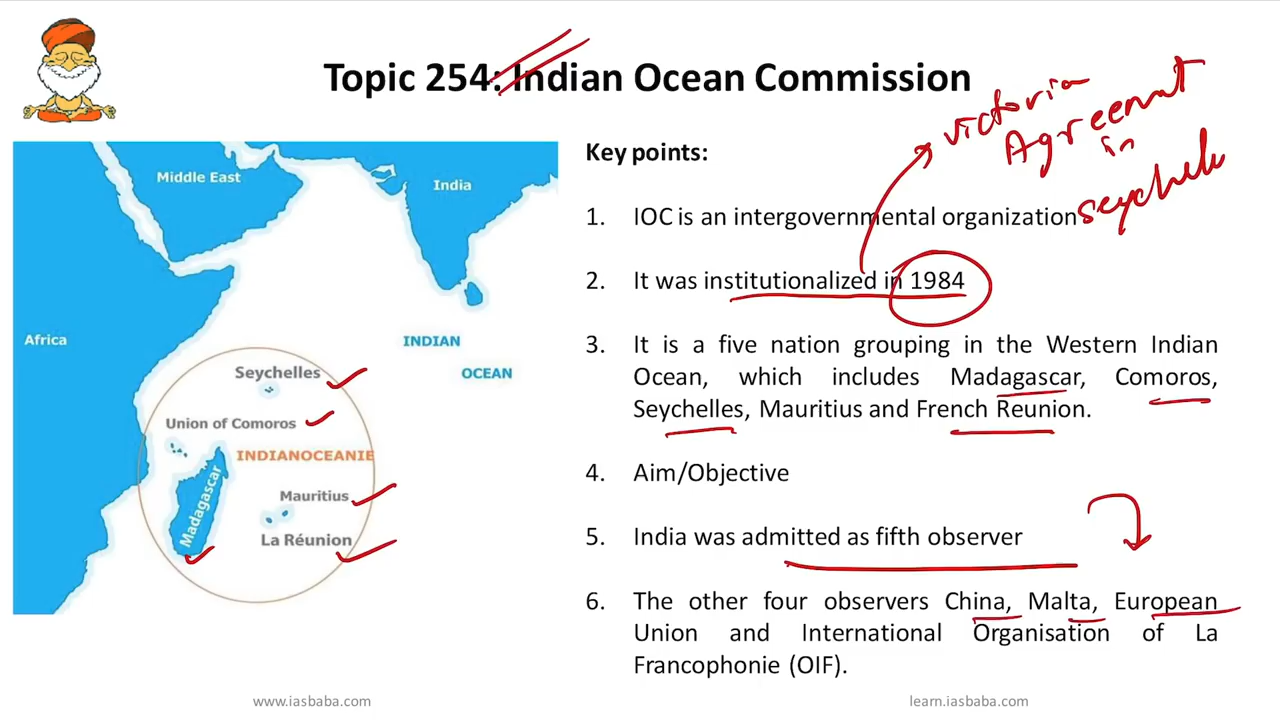 Topic 254: Indian Ocean Commission
victoria
Agreement
in
Seychele
Middle East
India
Africa
INDIAN
OCEAN
Seychelles
Union of Comoros
INDIANOCEANIE
Madagascar
Mauritius
La Réunion
Key points:
1. IOC is an intergovernmental organization
2. It was institutionalized in 1984
3. It is a five nation grouping in the Western Indian
Ocean, which includes Madagascar, Comoros,
Seychelles, Mauritius and French Reunion.
4. Aim/Objective
5. India was admitted as fifth observer
6. The other four observers China, Malta, European
Union and International Organisation of La
Francophonie (OIF).
www.iasbaba.com
learn.iasbaba.com